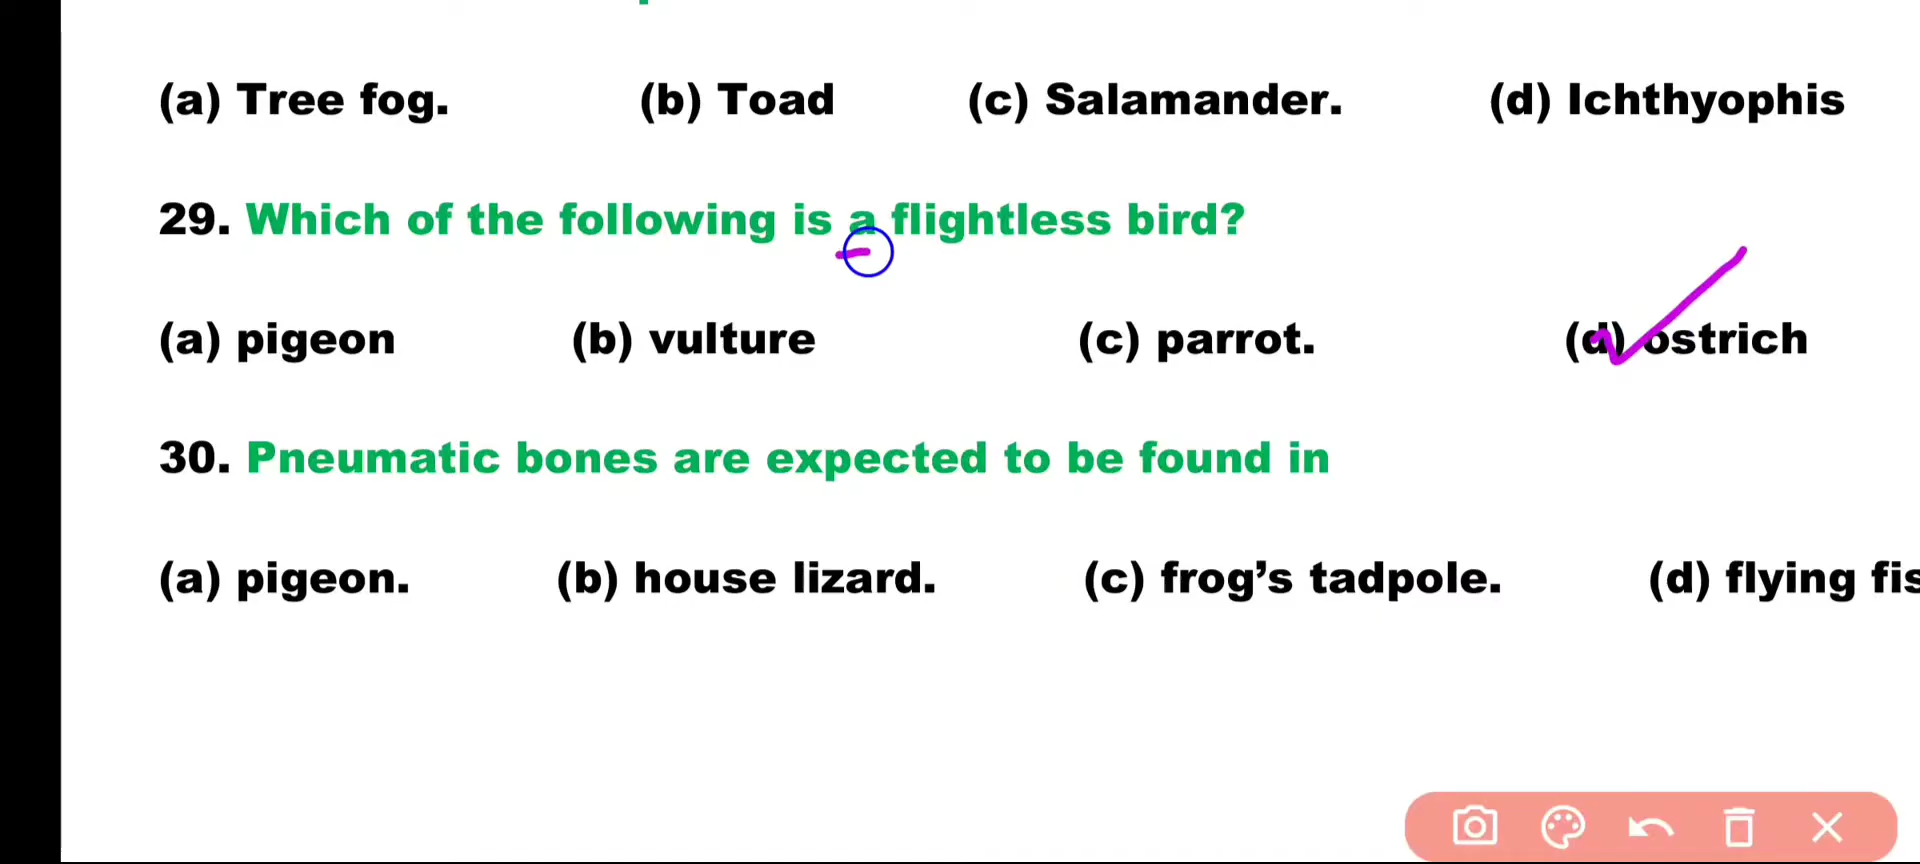 (a) Tree fog. (b) Toad (c) Salamander. (d) Ichthyophis
29. Which of the following is a flightless bird?
(a) pigeon (b) vulture (c) parrot. (d) ostrich
30. Pneumatic bones are expected to be found in
(a) pigeon. (b) house lizard. (c) frog’s tadpole. (d) flying fis